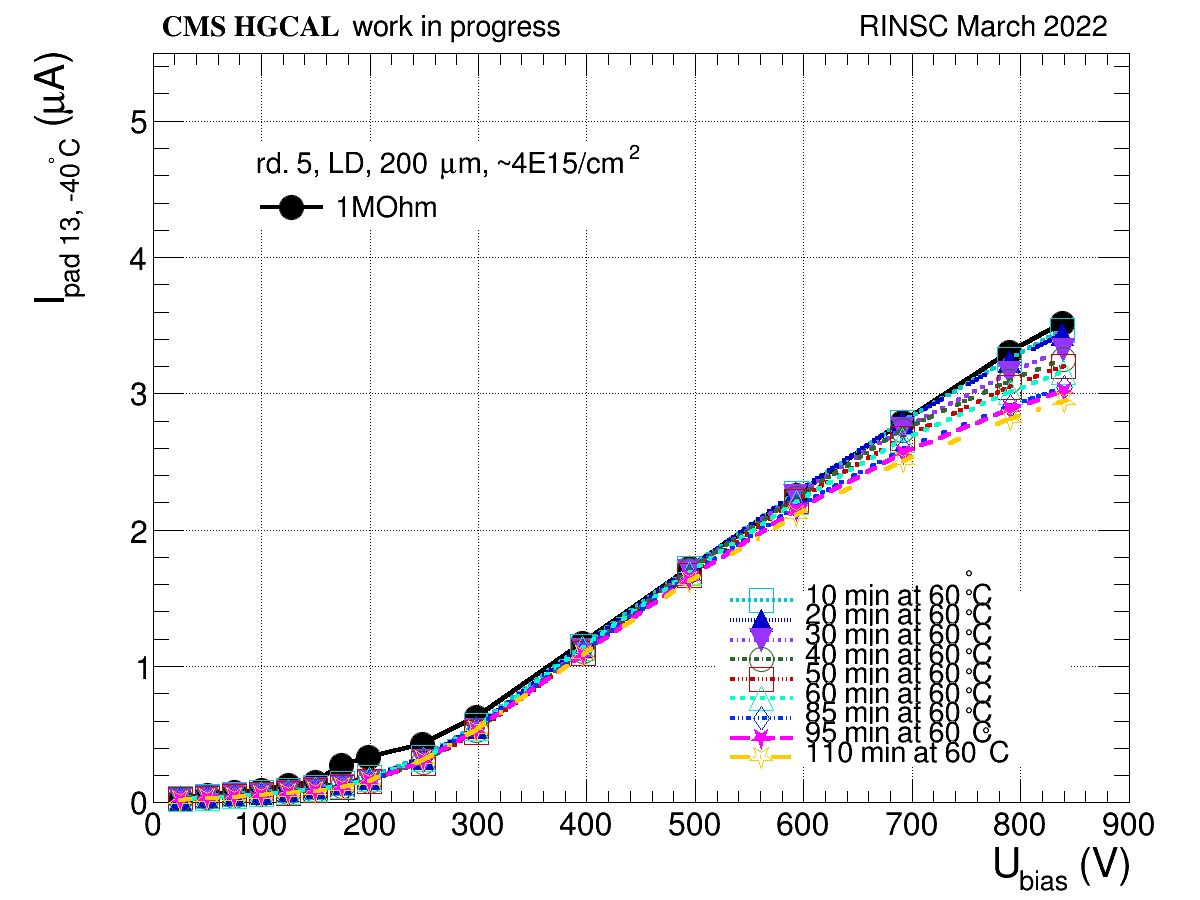 CMS HGCAL work in progress
RINSC March 2022
I pad 13, -40°C (μA)
5
rd. 5, LD, 200 μm, ~4E15/cm²
1MOhm
4
3
2
10 min at 60°C
20 min at 60°C
30 min at 60°C
40 min at 60°C
50 min at 60°C
60 min at 60°C
85 min at 60°C
95 min at 60°C
110 min at 60°C
1
0
0 100 200 300 400 500 600 700 800 900
U bias (V)